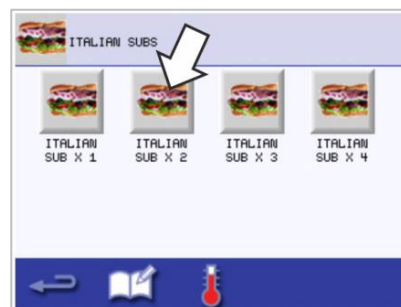 ITALIAN SUBS
ITALIAN SUB X 1
ITALIAN SUB X 2
ITALIAN SUB X 3
ITALIAN SUB X 4